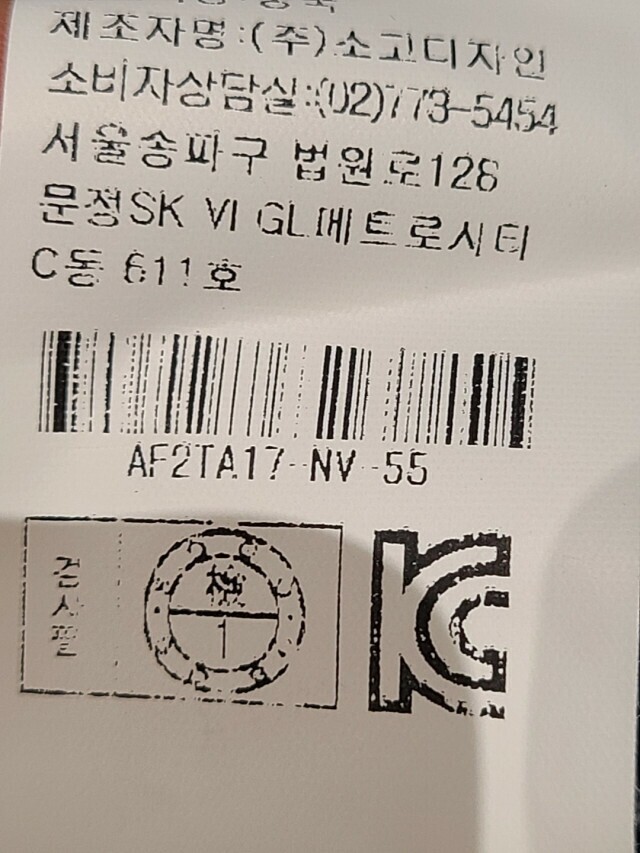 제조자명:(주)소고디자인
소비자상담실:(02)773-5454
서울송파구 법원로128
문정SK VI GL메트로시티
C동 611호
AF2TA17-NV-55
검사필
1
KC